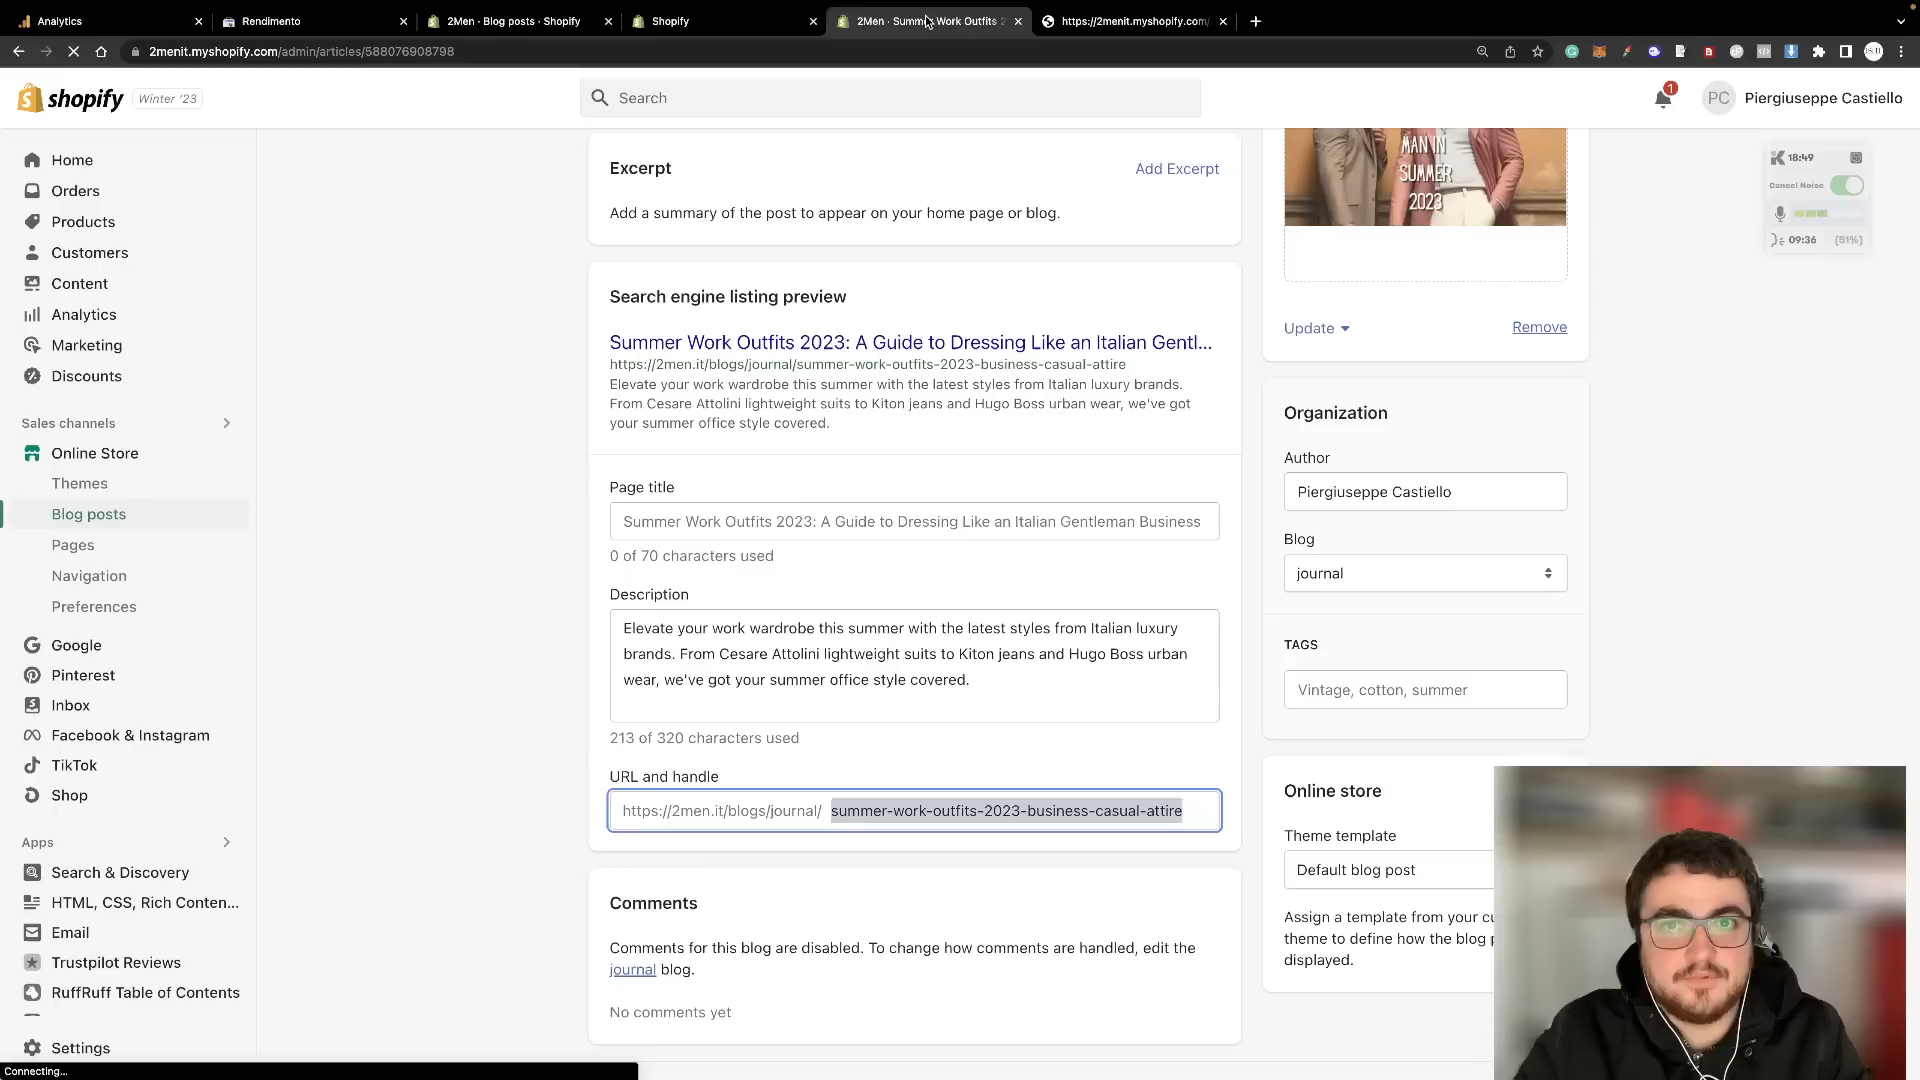 Analytics
Rendimento
2Men · Blog posts · Shopify
Shopify
2Men · Summer Work Outfits 2
https://2menit.myshopify.com/
2menit.myshopify.com/admin/articles/588076908798
shopify
Winter '23
Search
1
PC
Piergiuseppe Castiello
Home
Orders
Products
Customers
Content
Analytics
Marketing
Discounts
Sales channels
Online Store
Themes
Blog posts
Pages
Navigation
Preferences
Google
Pinterest
Inbox
Facebook & Instagram
TikTok
Shop
Apps
Search & Discovery
HTML, CSS, Rich Conten...
Email
Trustpilot Reviews
RuffRuff Table of Contents
Settings
Connecting...
Excerpt
Add Excerpt
Add a summary of the post to appear on your home page or blog.
Search engine listing preview
Summer Work Outfits 2023: A Guide to Dressing Like an Italian Gentl...
https://2men.it/blogs/journal/summer-work-outfits-2023-business-casual-attire
Elevate your work wardrobe this summer with the latest styles from Italian luxury brands.
From Cesare Attolini lightweight suits to Kiton jeans and Hugo Boss urban wear, we've got
your summer office style covered.
Page title
Summer Work Outfits 2023: A Guide to Dressing Like an Italian Gentleman Business
0 of 70 characters used
Description
Elevate your work wardrobe this summer with the latest styles from Italian luxury
brands. From Cesare Attolini lightweight suits to Kiton jeans and Hugo Boss urban
wear, we've got your summer office style covered.
213 of 320 characters used
URL and handle
https://2men.it/blogs/journal/ summer-work-outfits-2023-business-casual-attire
Comments
Comments for this blog are disabled. To change how comments are handled, edit the
journal blog.
No comments yet
MAN IN
SUMMER
2023
Update
Remove
Organization
Author
Piergiuseppe Castiello
Blog
journal
TAGS
Vintage, cotton, summer
Online store
Theme template
Default blog post
Assign a template from your cu
theme to define how the blog p
displayed.
18:49
Cancel Noise
09:36
(51%)